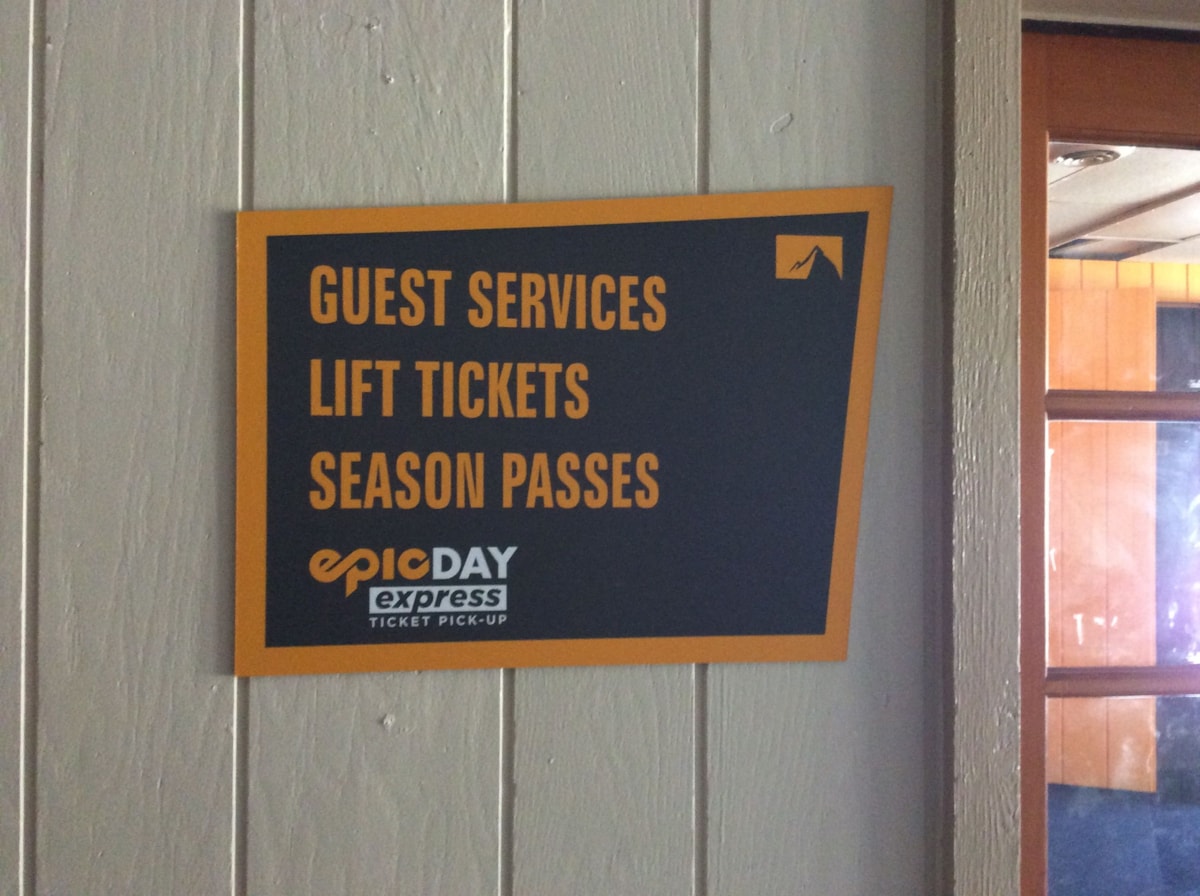 GUEST SERVICES
LIFT TICKETS
SEASON PASSES
epicDAY
express
TICKET PICK-UP